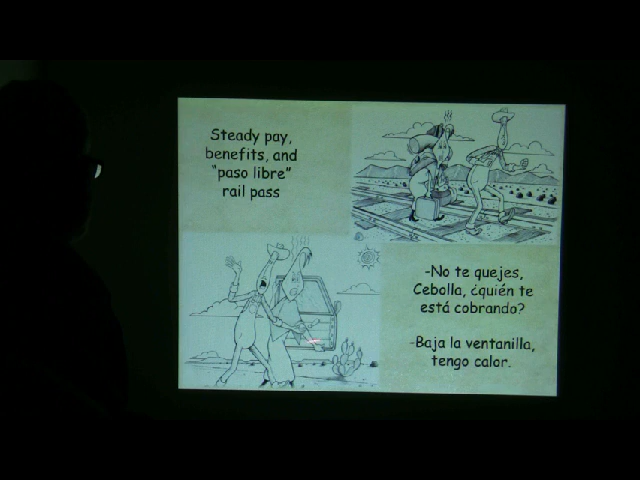 Steady pay,
benefits, and
"paso libre"
rail pass
-No te quejes,
Cebolla, ¿quién te
está cobrando?
-Baja la ventanilla,
tengo calor.